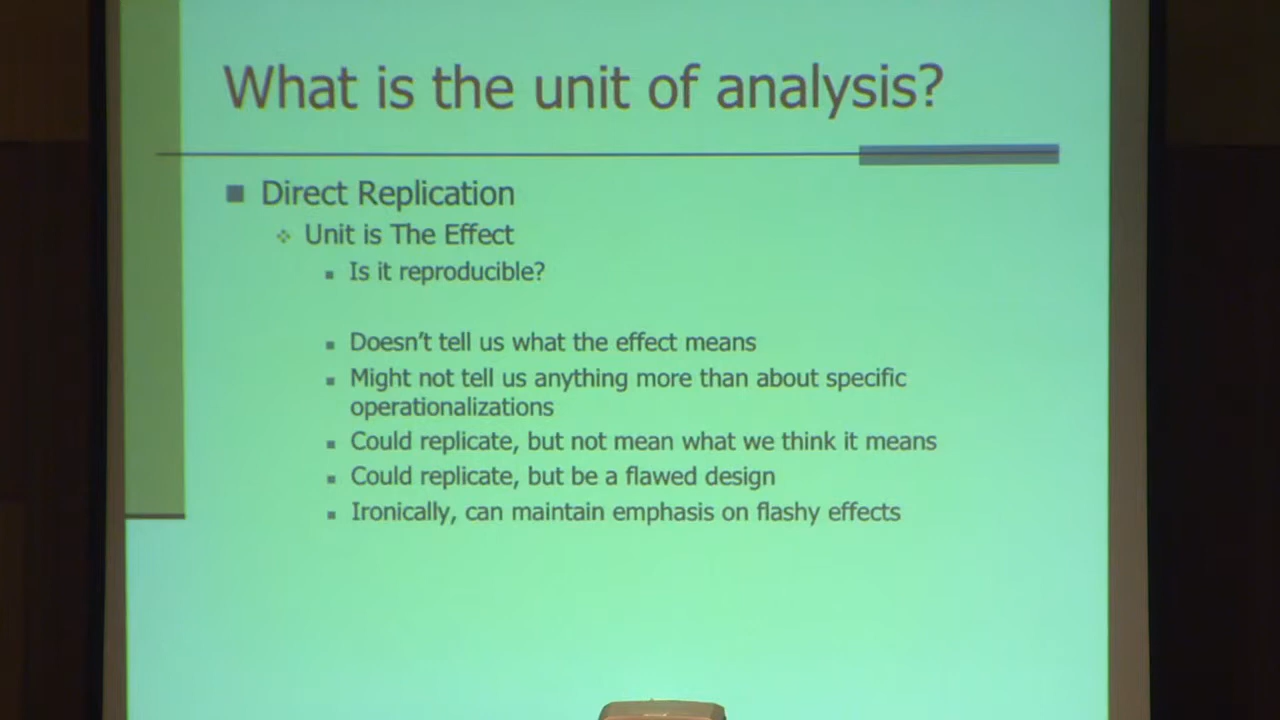 What is the unit of analysis?
Direct Replication
Unit is The Effect
Is it reproducible?
Doesn't tell us what the effect means
Might not tell us anything more than about specific
operationalizations
Could replicate, but not mean what we think it means
Could replicate, but be a flawed design
Ironically, can maintain emphasis on flashy effects